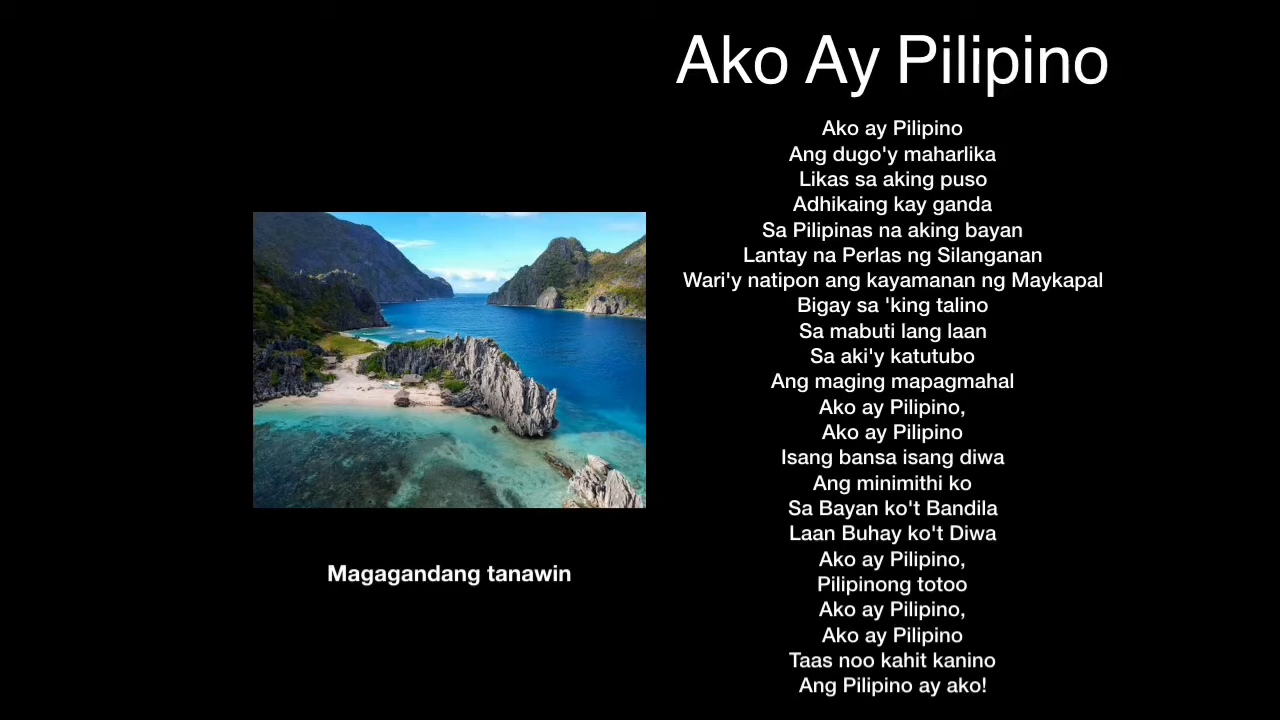 Ako Ay Pilipino
Ako ay Pilipino
Ang dugo'y maharlika
Likas sa aking puso
Adhikaing kay ganda
Sa Pilipinas na aking bayan
Lantay na Perlas ng Silanganan
Wari'y natipon ang kayamanan ng Maykapal
Bigay sa 'king talino
Sa mabuti lang laan
Sa aki'y katutubo
Ang maging mapagmahal
Ako ay Pilipino,
Ako ay Pilipino
Isang bansa isang diwa
Ang minimithi ko
Sa Bayan ko't Bandila
Laan Buhay ko't Diwa
Ako ay Pilipino,
Pilipinong totoo
Ako ay Pilipino,
Ako ay Pilipino
Taas noo kahit kanino
Ang Pilipino ay ako!
Magagandang tanawin